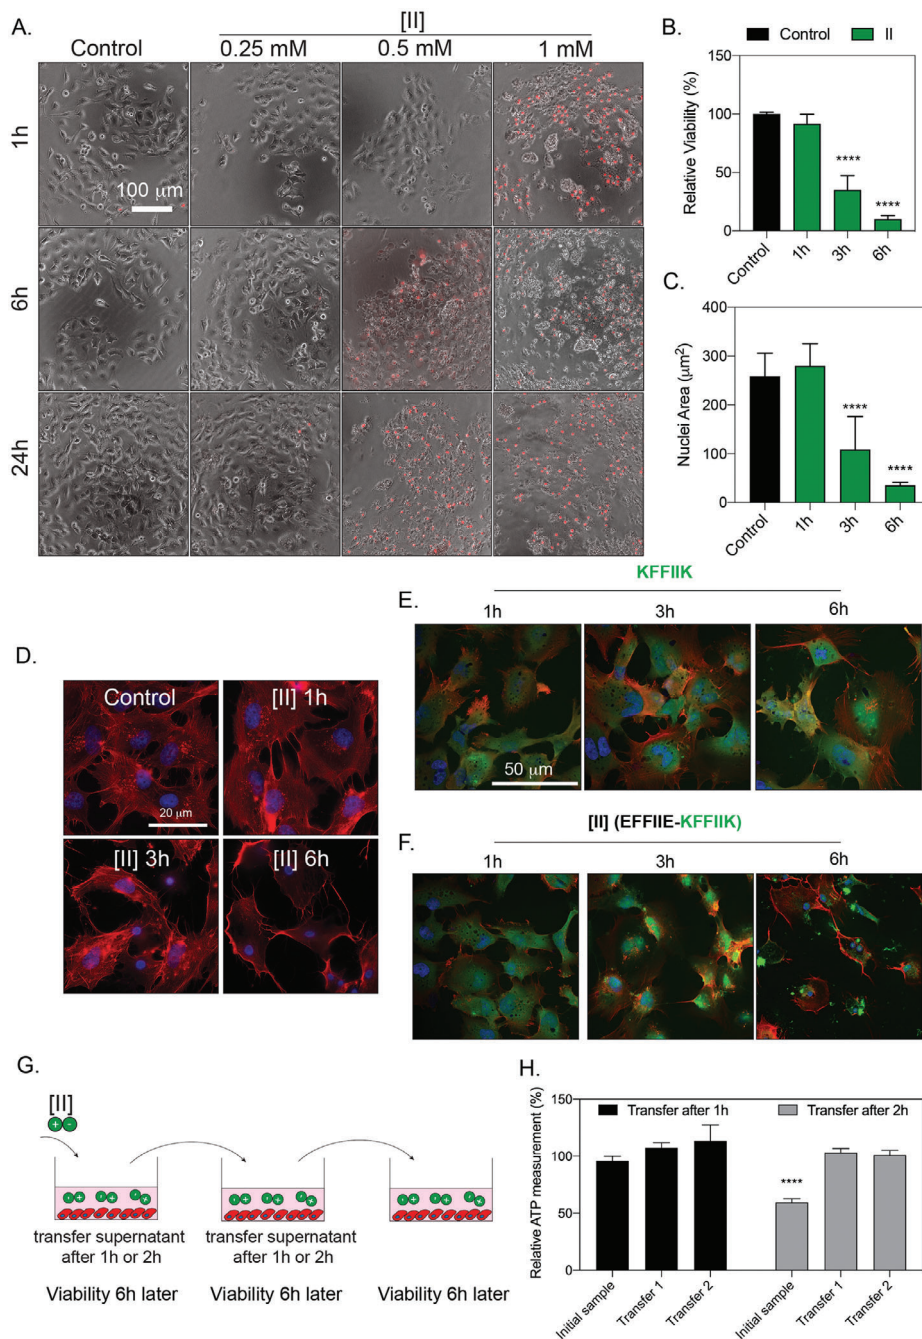 A.
[II]
Control
0.25 mM
0.5 mM
1 mM
1h
100 μm
6h
24h
B.
Control
II
Relative Viability (%)
150
100
50
0
****
****
Control
1h
3h
6h
C.
Nuclei Area (μm²)
400
300
200
100
0
****
****
Control
1h
3h
6h
D.
Control
[II] 1h
20 μm
[II] 3h
[II] 6h
KFFIIK
E.
1h
3h
6h
50 μm
[II] (EFFIIE-KFFIIK)
F.
1h
3h
6h
G.
[II]
+ -
transfer supernatant
after 1h or 2h
Viability 6h later
transfer supernatant
after 1h or 2h
Viability 6h later
Viability 6h later
H.
Relative ATP measurement (%)
150
100
50
0
Transfer after 1h
Transfer after 2h
****
Initial sample
Transfer 1
Transfer 2
Initial sample
Transfer 1
Transfer 2